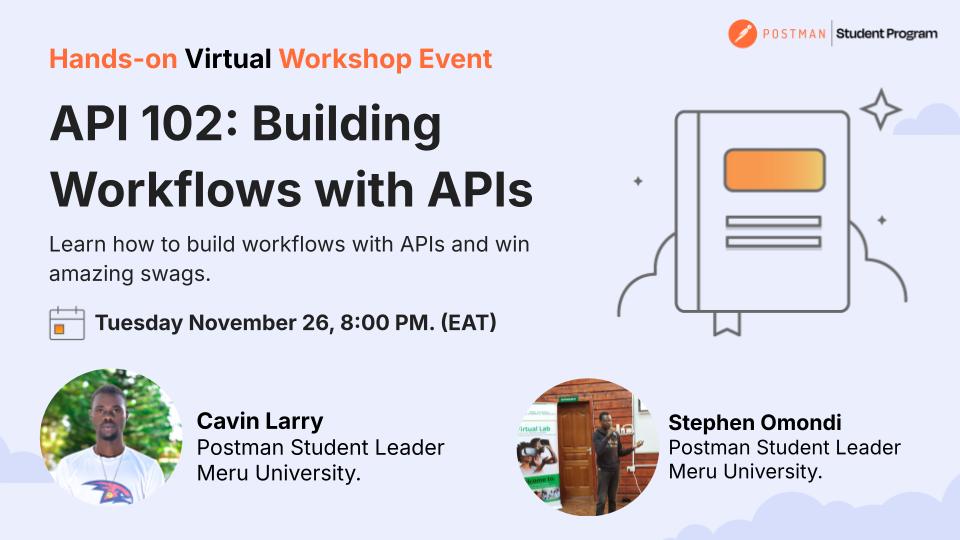 POSTMAN | Student Program
Hands-on Virtual Workshop Event
API 102: Building
Workflows with APIs
Learn how to build workflows with APIs and win
amazing swags.
Tuesday November 26, 8:00 PM. (EAT)
Cavin Larry
Postman Student Leader
Meru University.
Virtual Lab
Stephen Omondi
Postman Student Leader
Meru University.